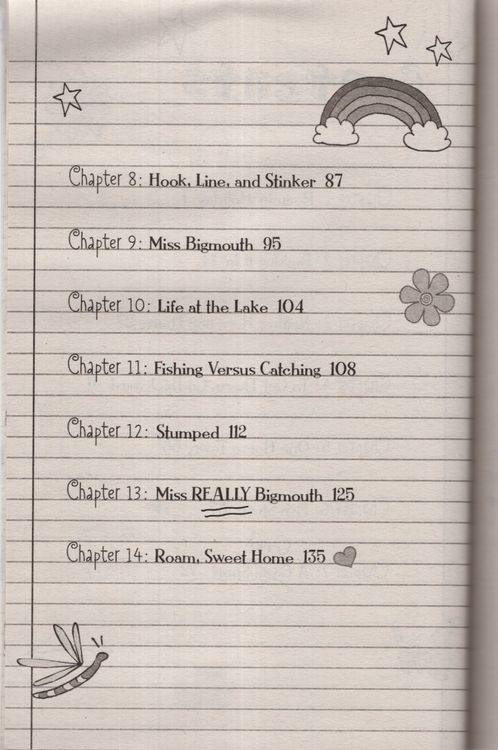 Chapter 8: Hook, Line, and Stinker 87
Chapter 9: Miss Bigmouth 95
Chapter 10: Life at the Lake 104
Chapter 11: Fishing Versus Catching 108
Chapter 12: Stumped 112
Chapter 13: Miss REALLY Bigmouth 125
Chapter 14: Roam, Sweet Home 135